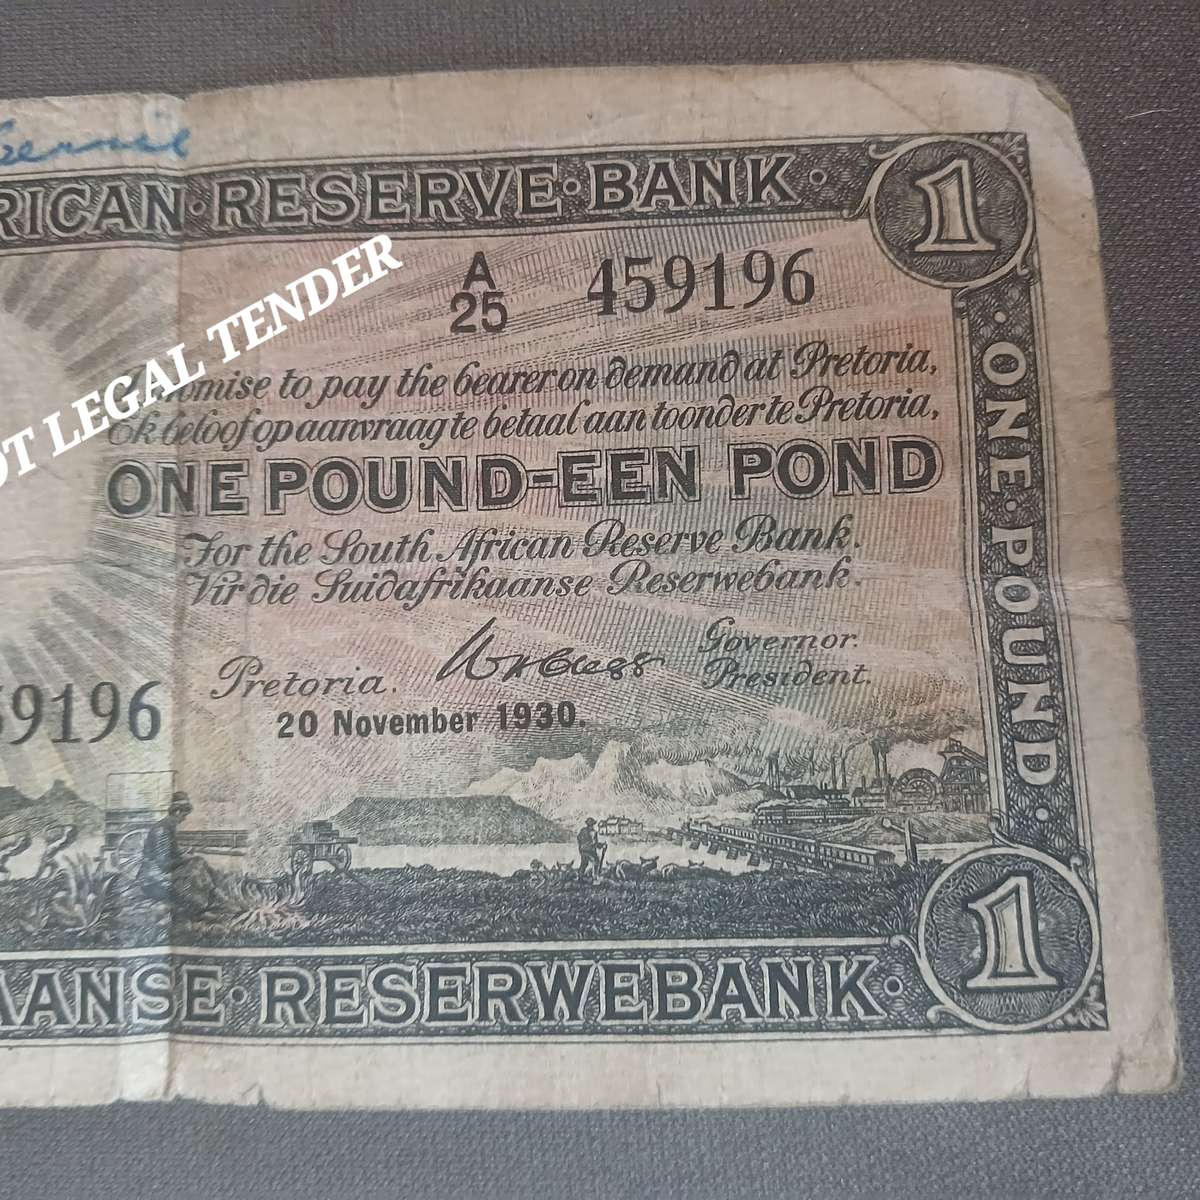 RICAN · RESERVE · BANK ·
1
A
25
459196
OT LEGAL TENDER
promise to pay the bearer on demand at Pretoria,
Ek beloof op aanvraag te betaal aan toonder te Pretoria,
ONE POUND-EEN POND
For the South African Reserve Bank.
Vir die Suidafrikaanse Reserwebank.
Governor.
President.
Pretoria.
20 November 1930.
59196
· ONE · POUND ·
AANSE · RESERWEBANK ·
1